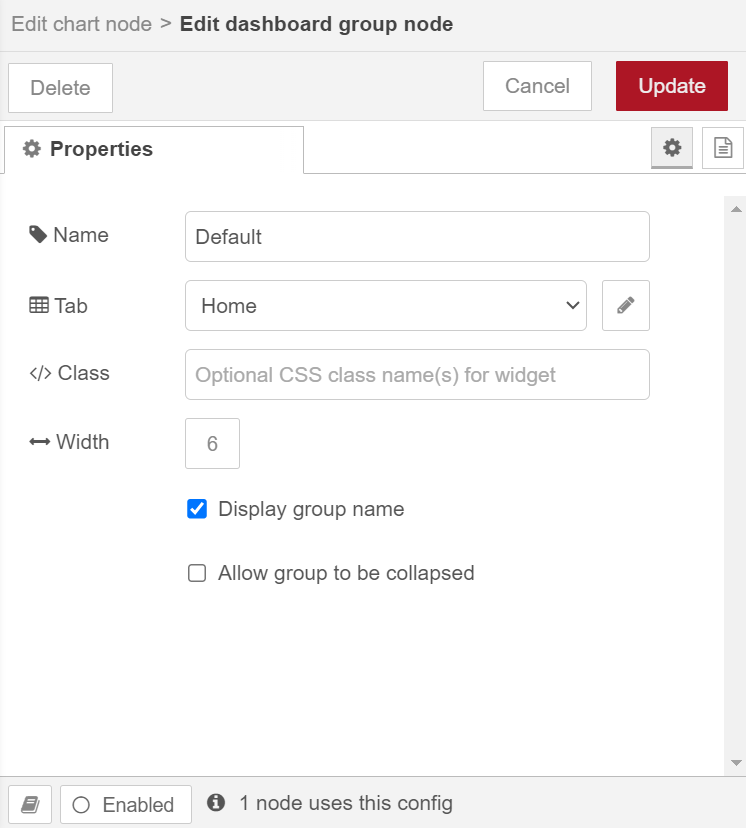 Edit chart node > Edit dashboard group node
Delete Cancel Update
Properties
Name Default
Tab Home
</> Class Optional CSS class name(s) for widget
Width 6
Display group name
Allow group to be collapsed
Enabled 1 node uses this config